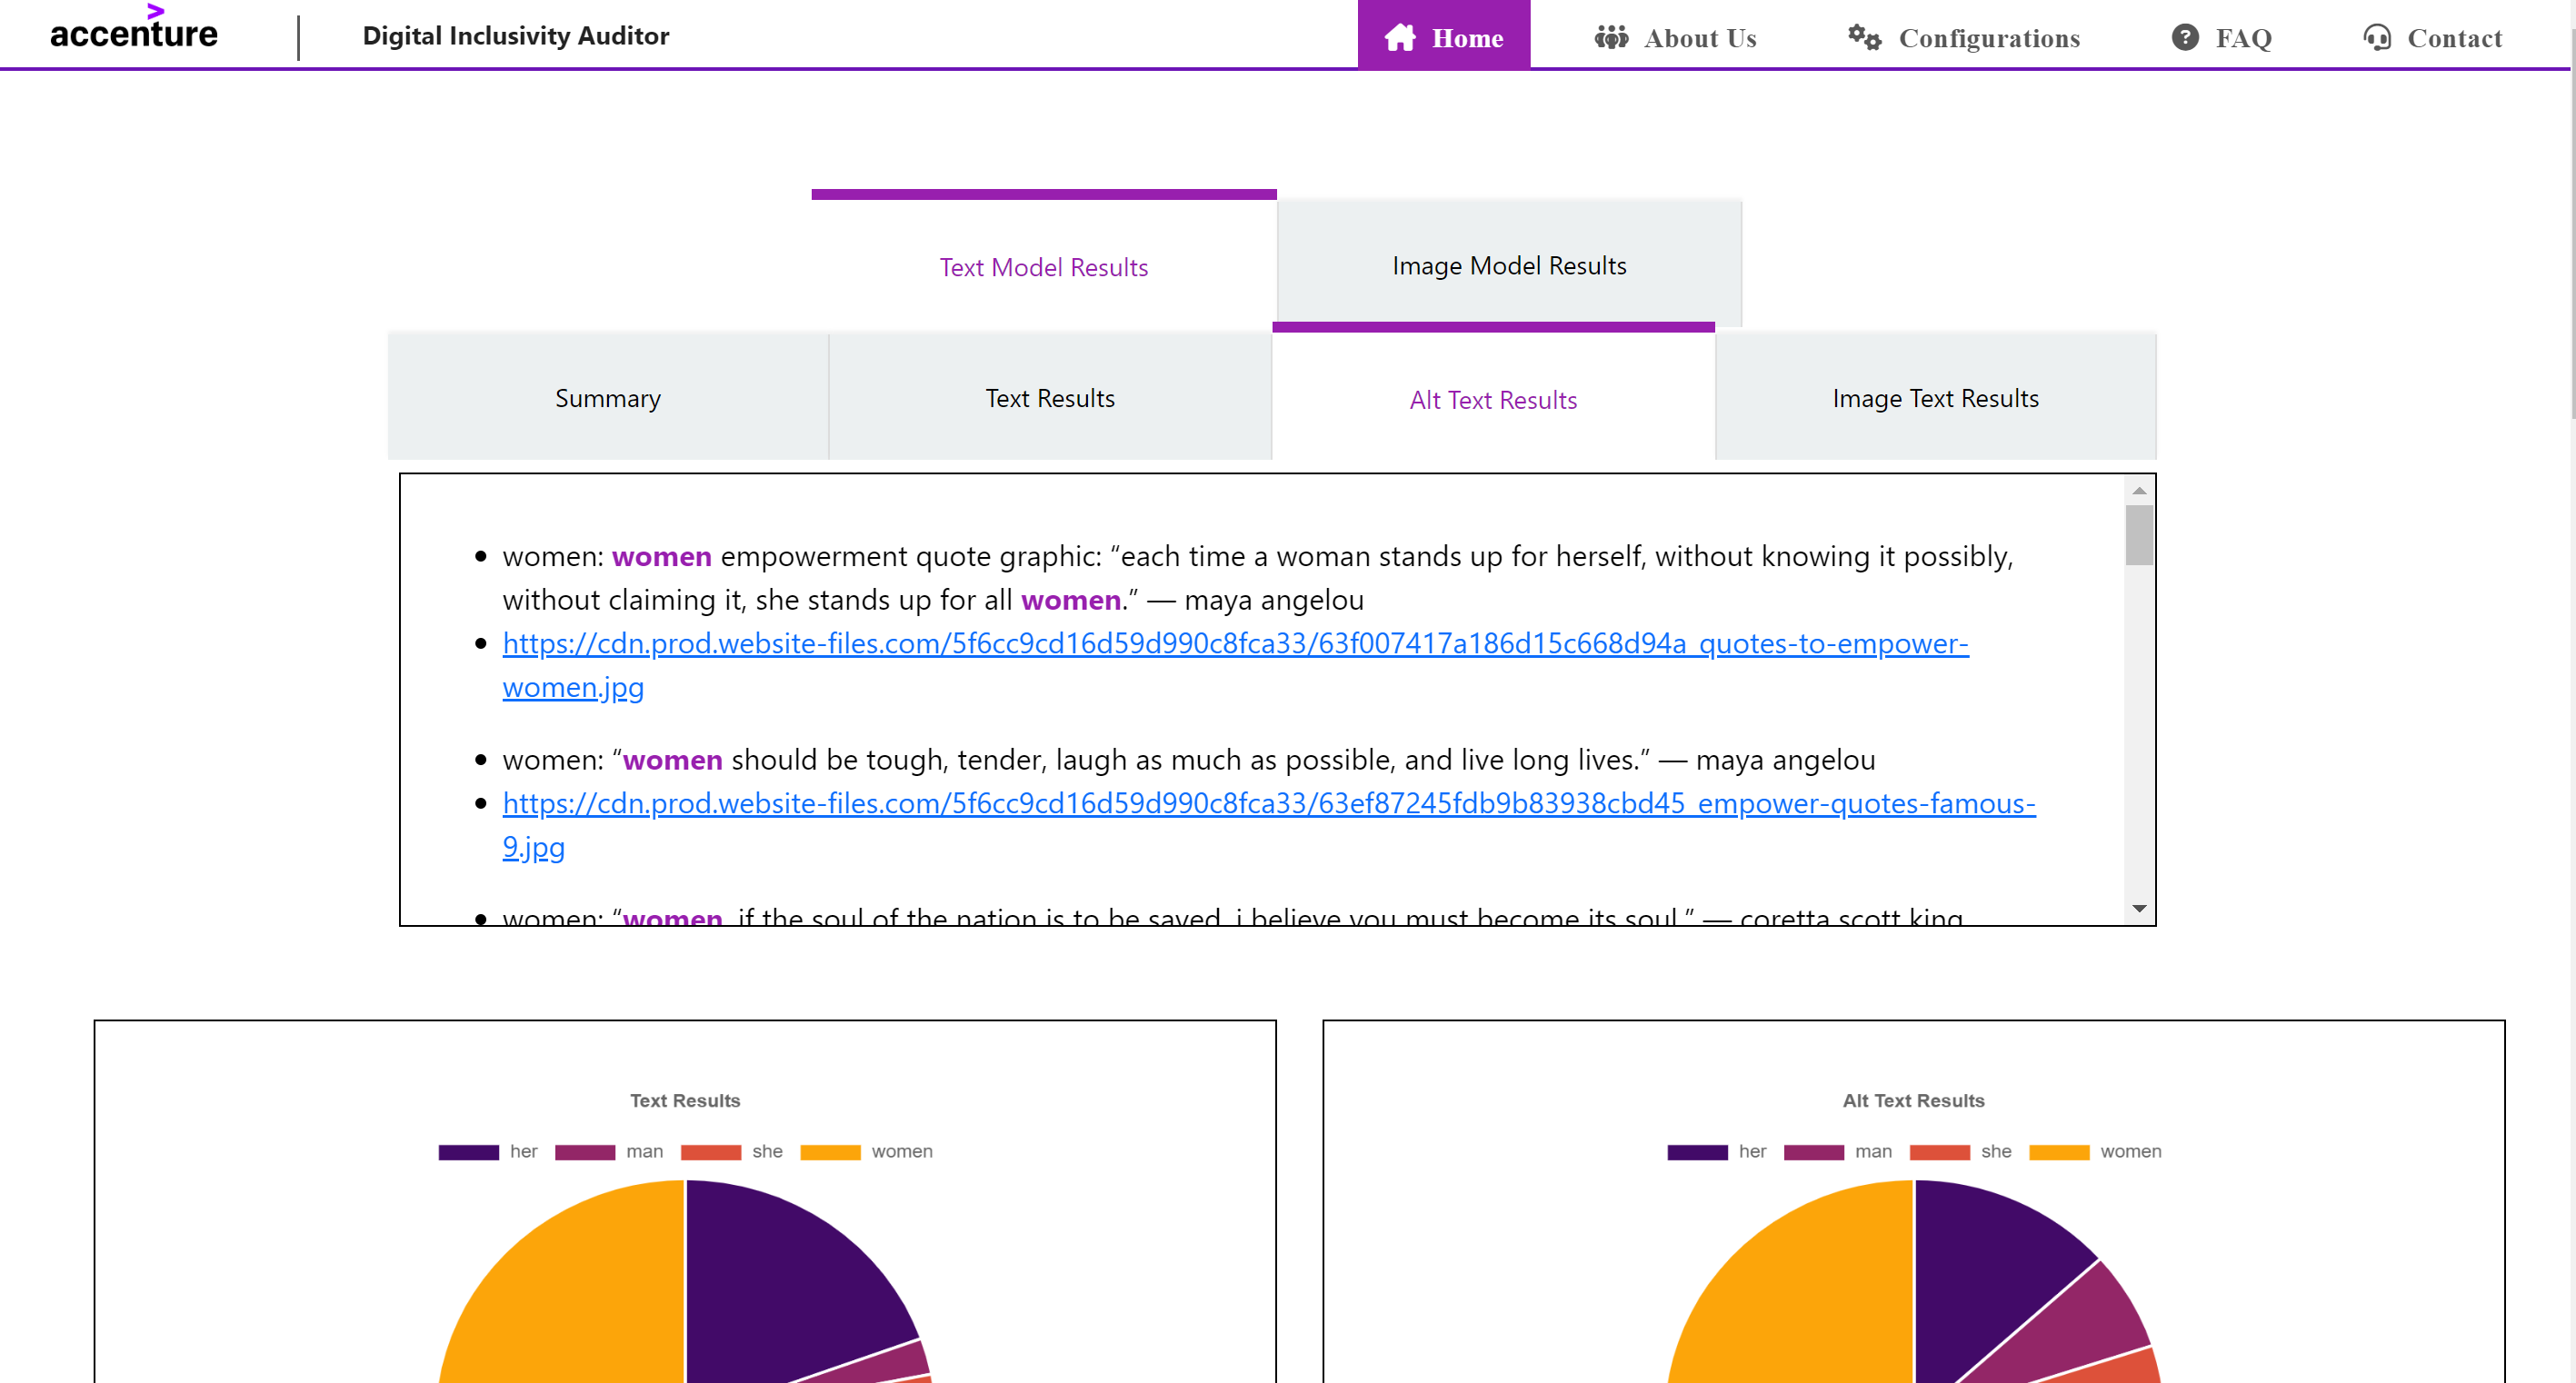 accenture
Digital Inclusivity Auditor
Home
About Us
Configurations
FAQ
Contact
Text Model Results
Image Model Results
Summary
Text Results
Alt Text Results
Image Text Results
women: women empowerment quote graphic: “each time a woman stands up for herself, without knowing it possibly,
without claiming it, she stands up for all women.” — maya angelou
https://cdn.prod.website-files.com/5f6cc9cd16d59d990c8fca33/63f007417a186d15c668d94a_quotes-to-empower-
women.jpg
women: “women should be tough, tender, laugh as much as possible, and live long lives.” — maya angelou
https://cdn.prod.website-files.com/5f6cc9cd16d59d990c8fca33/63ef87245fdb9b83938cbd45_empower-quotes-famous-
9.jpg
women: “women, if the soul of the nation is to be saved, i believe you must become its soul.” — coretta scott king
Text Results
her man she women
Alt Text Results
her man she women